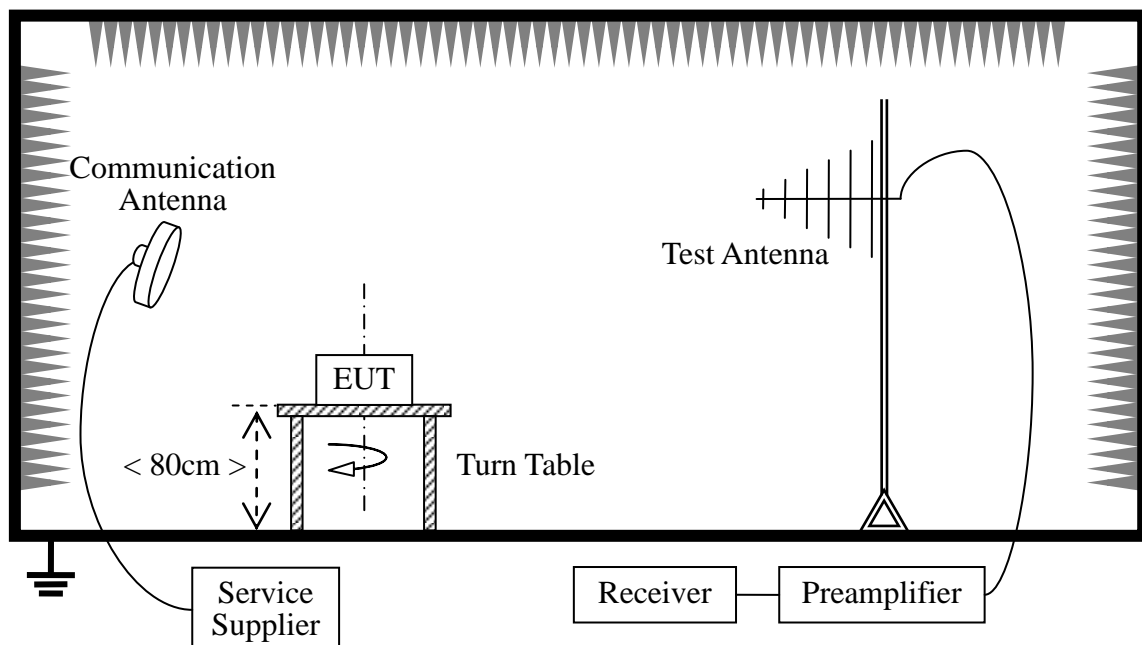 Communication
Antenna
Test Antenna
EUT
< 80cm >
Turn Table
Service
Supplier
Receiver
Preamplifier